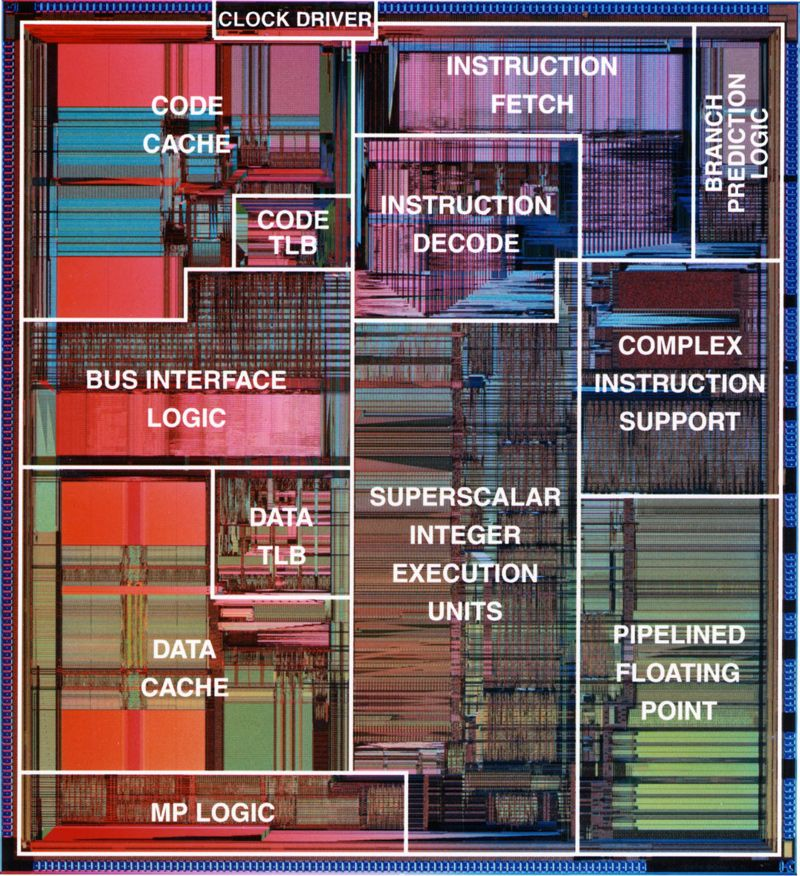 CLOCK DRIVER
CODE
CACHE
CODE
TLB
INSTRUCTION
FETCH
BRANCH
PREDICTION
LOGIC
INSTRUCTION
DECODE
BUS INTERFACE
LOGIC
COMPLEX
INSTRUCTION
SUPPORT
DATA
TLB
SUPERSCALAR
INTEGER
EXECUTION
UNITS
DATA
CACHE
PIPELINED
FLOATING
POINT
MP LOGIC